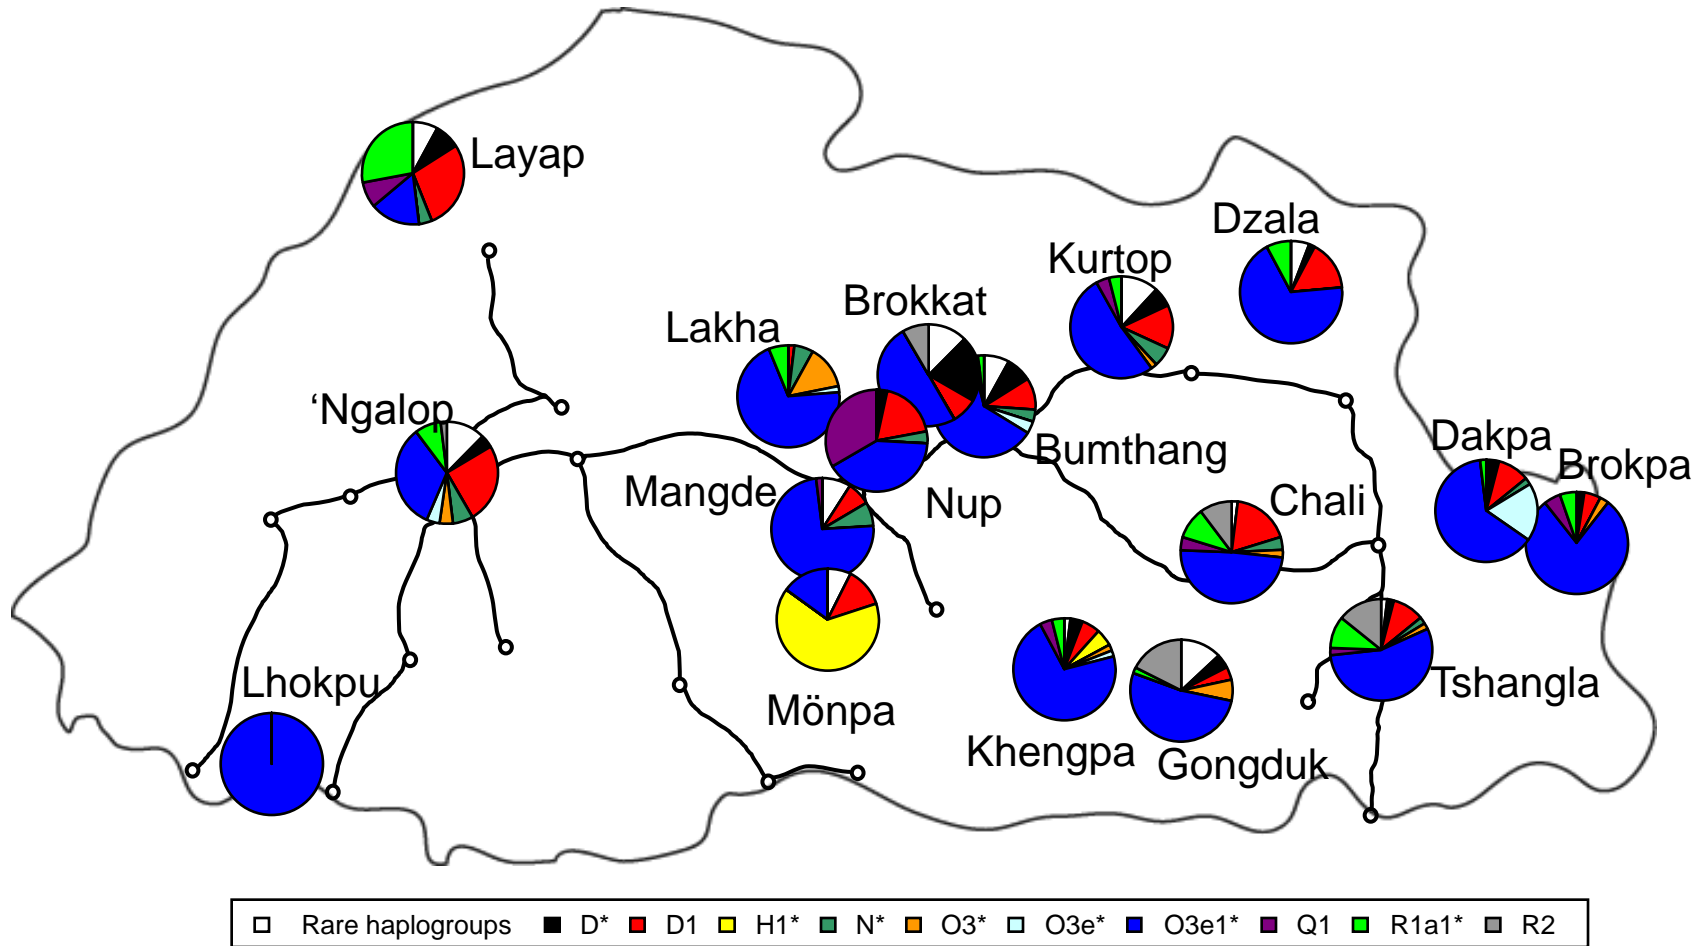 Layap
Dzala
Kurtop
Brokkat
Lakha
‘Ngalop
Dakpa
Bumthang
Brokpa
Mangde
Nup
Chali
Lhokpu
Tshangla
Mönpa
Khengpa
Gongduk
Rare haplogroups D* D1 H1* N* O3* O3e* O3e1* Q1 R1a1* R2